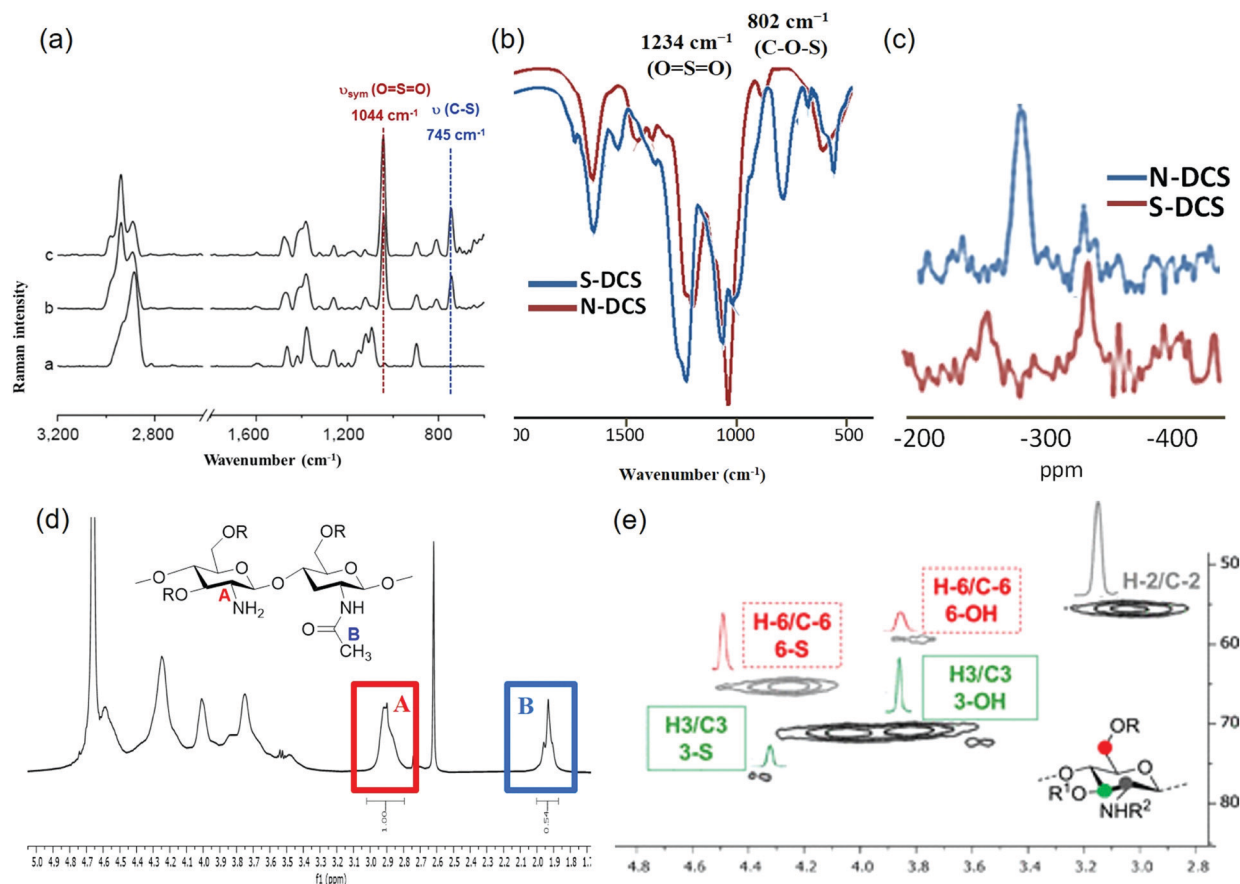 (a)
υsym (O=S=O)
1044 cm⁻¹
υ (C-S)
745 cm⁻¹
Raman intensity
c
b
a
3,200
2,800
1,600
1,200
800
Wavenumber (cm⁻¹)
(b)
1234 cm⁻¹
(O=S=O)
802 cm⁻¹
(C-O-S)
S-DCS
N-DCS
00
1500
1000
500
Wavenumber (cm⁻¹)
(c)
N-DCS
S-DCS
-200
-300
-400
ppm
(d)
OR
OR
O
O
O
O
O
RO
A
NH₂
NH
O
B
CH₃
A
B
1.00
0.54
5.0 4.9 4.8 4.7 4.6 4.5 4.4 4.3 4.2 4.1 4.0 3.9 3.8 3.7 3.6 3.5 3.4 3.3 3.2 3.1 3.0 2.9 2.8 2.7 2.6 2.5 2.4 2.3 2.2 2.1 2.0 1.9 1.8 1.7
f1 (ppm)
(e)
H-6/C-6
6-S
H-6/C-6
6-OH
H-2/C-2
H3/C3
3-S
H3/C3
3-OH
OR
O
O
R¹O
NHR²
50
60
70
80
4.8
4.6
4.4
4.2
4.0
3.8
3.6
3.4
3.2
3.0
2.8